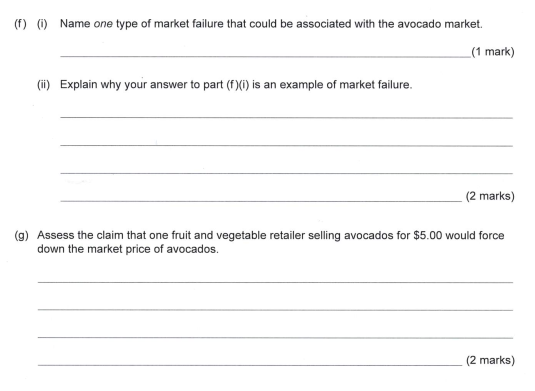 (f) (i) Name one type of market failure that could be associated with the avocado market.
(1 mark)
(ii) Explain why your answer to part (f)(i) is an example of market failure.
(2 marks)
(g) Assess the claim that one fruit and vegetable retailer selling avocados for $5.00 would force
down the market price of avocados.
(2 marks)